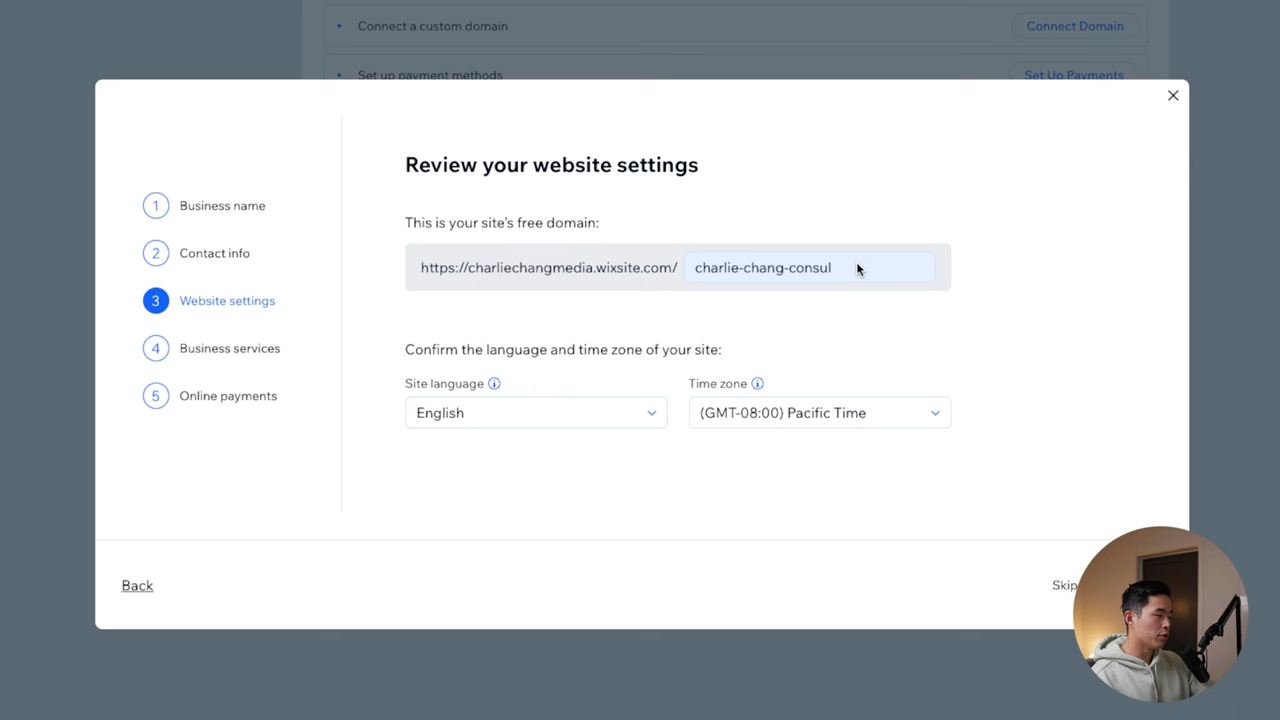 Connect a custom domain
Connect Domain
Set up payment methods
Set Up Payments
Review your website settings
1 Business name
This is your site's free domain:
2 Contact info
https://charliechangmedia.wixsite.com/ charlie-chang-consul
3 Website settings
4 Business services
Confirm the language and time zone of your site:
Site language
Time zone
5 Online payments
English
(GMT-08:00) Pacific Time
Back
Skip